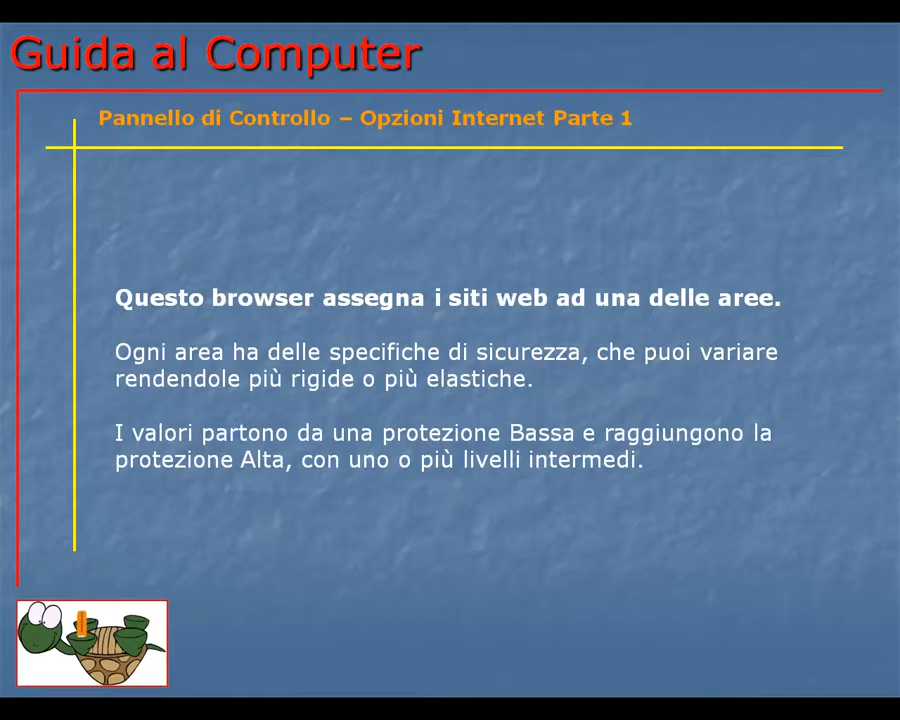 Guida al Computer
Pannello di Controllo – Opzioni Internet Parte 1
Questo browser assegna i siti web ad una delle aree.
Ogni area ha delle specifiche di sicurezza, che puoi variare
rendendole più rigide o più elastiche.
I valori partono da una protezione Bassa e raggiungono la
protezione Alta, con uno o più livelli intermedi.